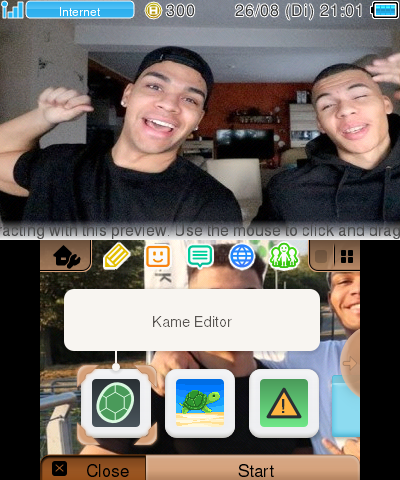 Internet
300
26/08 (Di) 21:01
acting with this preview. Use the mouse to click and drag
Kame Editor
Close
Start